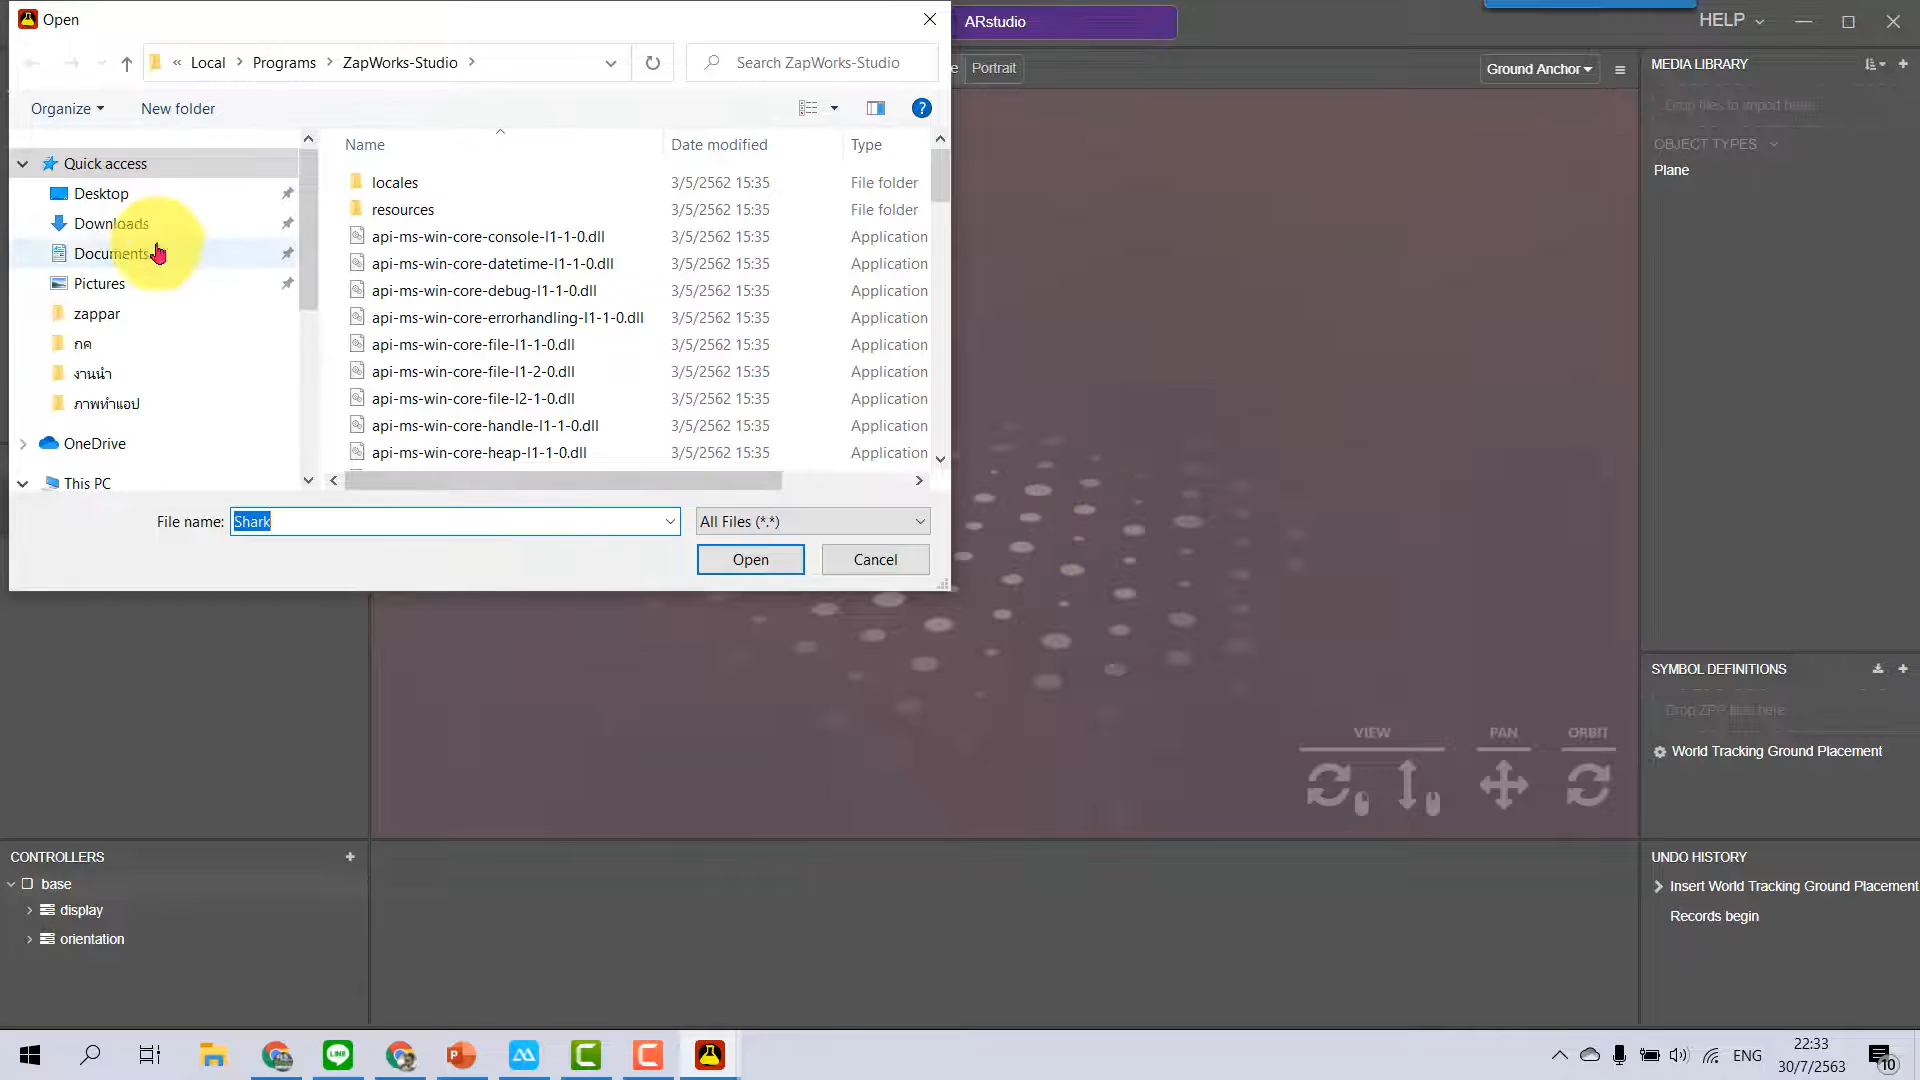 Open
ARstudio
HELP
« Local > Programs > ZapWorks-Studio >
Search ZapWorks-Studio
Portrait
Ground Anchor
MEDIA LIBRARY
Drop files to import here
OBJECT TYPES
Plane
Organize
New folder
Quick access
Desktop
Downloads
Documents
Pictures
zappar
กค
งานนำ
ภาพทำแอป
OneDrive
This PC
Name Date modified Type
locales 3/5/2562 15:35 File folder
resources 3/5/2562 15:35 File folder
api-ms-win-core-console-l1-1-0.dll 3/5/2562 15:35 Application
api-ms-win-core-datetime-l1-1-0.dll 3/5/2562 15:35 Application
api-ms-win-core-debug-l1-1-0.dll 3/5/2562 15:35 Application
api-ms-win-core-errorhandling-l1-1-0.dll 3/5/2562 15:35 Application
api-ms-win-core-file-l1-1-0.dll 3/5/2562 15:35 Application
api-ms-win-core-file-l1-2-0.dll 3/5/2562 15:35 Application
api-ms-win-core-file-l2-1-0.dll 3/5/2562 15:35 Application
api-ms-win-core-handle-l1-1-0.dll 3/5/2562 15:35 Application
api-ms-win-core-heap-l1-1-0.dll 3/5/2562 15:35 Application
File name: Shark
All Files (*.*)
Open Cancel
SYMBOL DEFINITIONS
Drop ZPP files here
World Tracking Ground Placement
VIEW PAN ORBIT
CONTROLLERS
base
display
orientation
UNDO HISTORY
Insert World Tracking Ground Placement
Records begin
ENG
22:33
30/7/2563
10